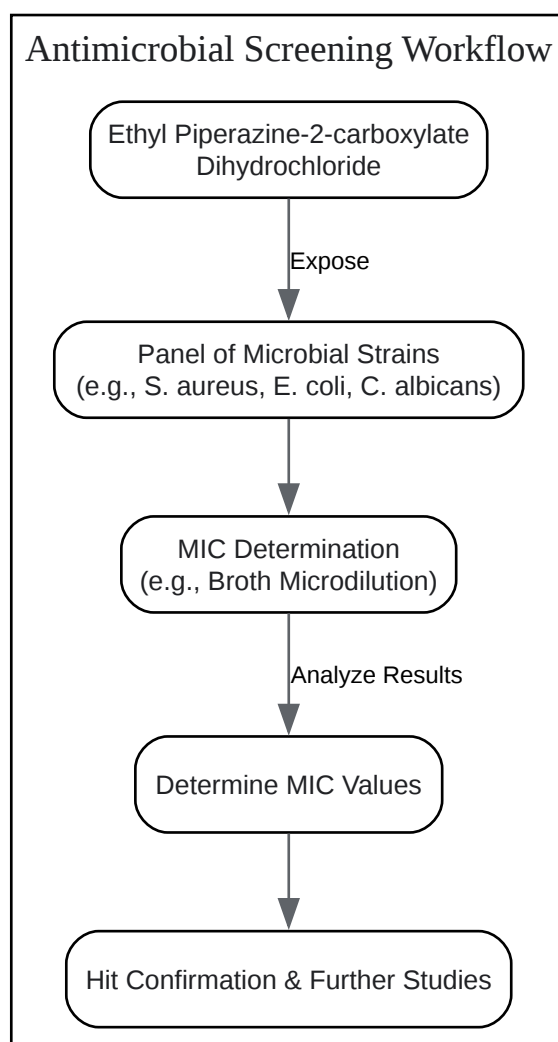 Antimicrobial Screening Workflow
Ethyl Piperazine-2-carboxylate
Dihydrochloride
Expose
Panel of Microbial Strains
(e.g., S. aureus, E. coli, C. albicans)
MIC Determination
(e.g., Broth Microdilution)
Analyze Results
Determine MIC Values
Hit Confirmation & Further Studies